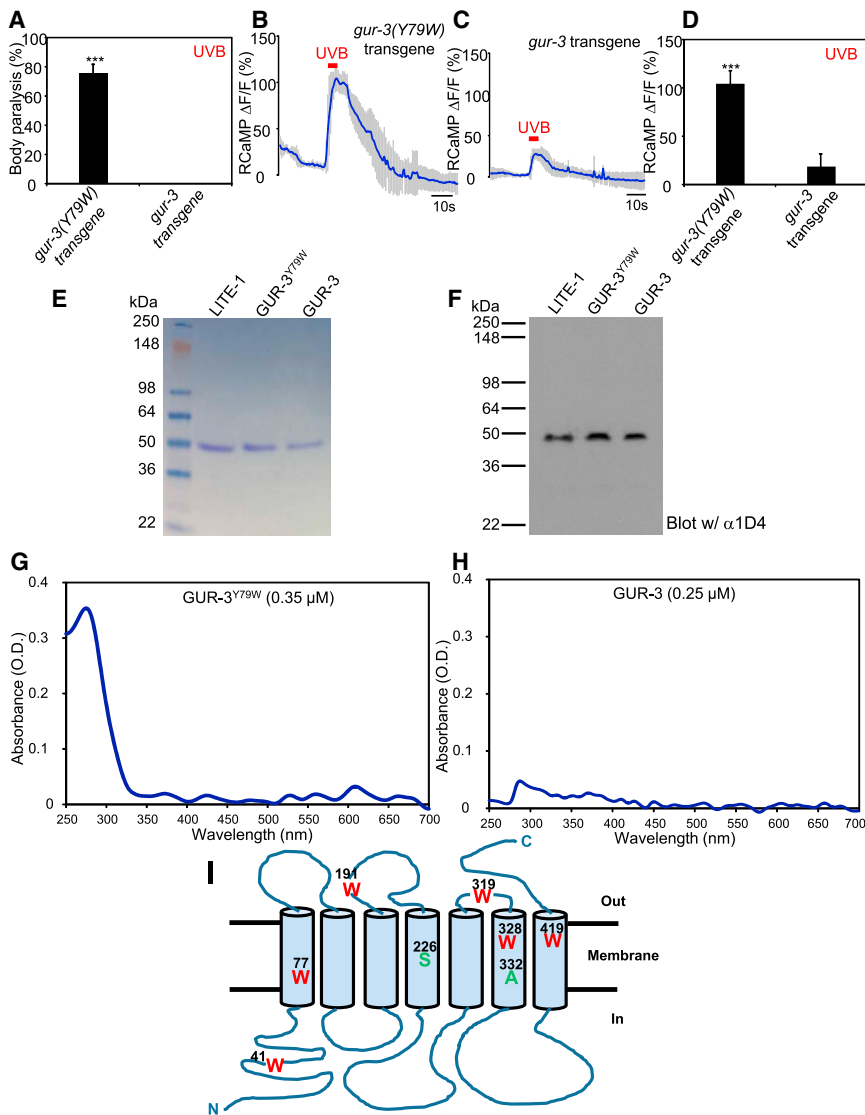 A
Body paralysis (%)
100
80
60
40
20
0
***
UVB
gur-3(Y79W)
transgene
gur-3
transgene
B
RCaMP ΔF/F (%)
150
100
50
0
UVB
gur-3(Y79W)
transgene
10s
C
RCaMP ΔF/F (%)
150
100
50
0
gur-3 transgene
UVB
10s
D
RCaMP ΔF/F (%)
150
100
50
0
***
UVB
gur-3(Y79W)
transgene
gur-3
transgene
E
kDa
250
148
98
64
50
36
22
LITE-1
GUR-3Y79W
GUR-3
F
kDa
250
148
98
64
50
36
22
LITE-1
GUR-3Y79W
GUR-3
Blot w/ α1D4
G
GUR-3Y79W (0.35 µM)
Absorbance (O.D.)
0.4
0.3
0.2
0.1
0
250 300 350 400 450 500 550 600 650 700
Wavelength (nm)
H
GUR-3 (0.25 µM)
Absorbance (O.D.)
0.4
0.3
0.2
0.1
0
250 300 350 400 450 500 550 600 650 700
Wavelength (nm)
I
C
191
W
319
W
Out
226
S
328
W
419
W
Membrane
77
W
332
A
In
41
W
N